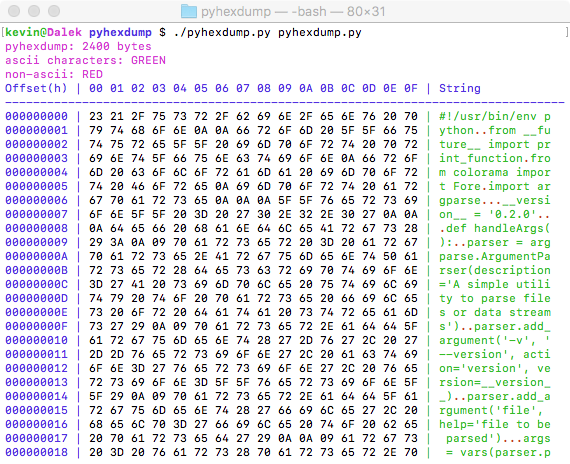 pyhexdump — -bash — 80×31
[kevin@Dalek pyhexdump $ ./pyhexdump.py pyhexdump.py ]
pyhexdump: 2400 bytes
ascii characters: GREEN
non-ascii: RED
Offset(h) | 00 01 02 03 04 05 06 07 08 09 0A 0B 0C 0D 0E 0F | String
--------------------------------------------------------------------------------
000000000 | 23 21 2F 75 73 72 2F 62 69 6E 2F 65 6E 76 20 70 | #!/usr/bin/env p
000000001 | 79 74 68 6F 6E 0A 0A 66 72 6F 6D 20 5F 5F 66 75 | ython..from __fu
000000002 | 74 75 72 65 5F 5F 20 69 6D 70 6F 72 74 20 70 72 | ture__ import pr
000000003 | 69 6E 74 5F 66 75 6E 63 74 69 6F 6E 0A 66 72 6F | int_function.fro
000000004 | 6D 20 63 6F 6C 6F 72 61 6D 61 20 69 6D 70 6F 72 | m colorama impor
000000005 | 74 20 46 6F 72 65 0A 69 6D 70 6F 72 74 20 61 72 | t Fore.import ar
000000006 | 67 70 61 72 73 65 0A 0A 0A 5F 5F 76 65 72 73 69 | gparse...__versi
000000007 | 6F 6E 5F 5F 20 3D 20 27 30 2E 32 2E 30 27 0A 0A | on__ = '0.2.0'..
000000008 | 0A 64 65 66 20 68 61 6E 64 6C 65 41 72 67 73 28 | .def handleArgs(
000000009 | 29 3A 0A 09 70 61 72 73 65 72 20 3D 20 61 72 67 | ):..parser = arg
00000000A | 70 61 72 73 65 2E 41 72 67 75 6D 65 6E 74 50 61 | parse.ArgumentPa
00000000B | 72 73 65 72 28 64 65 73 63 72 69 70 74 69 6F 6E | rser(description
00000000C | 3D 27 41 20 73 69 6D 70 6C 65 20 75 74 69 6C 69 | ='A simple utili
00000000D | 74 79 20 74 6F 20 70 61 72 73 65 20 66 69 6C 65 | ty to parse file
00000000E | 73 20 6F 72 20 64 61 74 61 20 73 74 72 65 61 6D | s or data stream
00000000F | 73 27 29 0A 09 70 61 72 73 65 72 2E 61 64 64 5F | s')..parser.add_
000000010 | 61 72 67 75 6D 65 6E 74 28 27 2D 76 27 2C 20 27 | argument('-v', '
000000011 | 2D 2D 76 65 72 73 69 6F 6E 27 2C 20 61 63 74 69 | --version', acti
000000012 | 6F 6E 3D 27 76 65 72 73 69 6F 6E 27 2C 20 76 65 | on='version', ve
000000013 | 72 73 69 6F 6E 3D 5F 5F 76 65 72 73 69 6F 6E 5F | rsion=__version_
000000014 | 5F 29 0A 09 70 61 72 73 65 72 2E 61 64 64 5F 61 | _)..parser.add_a
000000015 | 72 67 75 6D 65 6E 74 28 27 66 69 6C 65 27 2C 20 | rgument('file',
000000016 | 68 65 6C 70 3D 27 66 69 6C 65 20 74 6F 20 62 65 | help='file to be
000000017 | 20 70 61 72 73 65 64 27 29 0A 0A 09 61 72 67 73 |  parsed')...args
000000018 | 20 3D 20 76 61 72 73 28 70 61 72 73 65 72 2E 70 |  = vars(parser.p